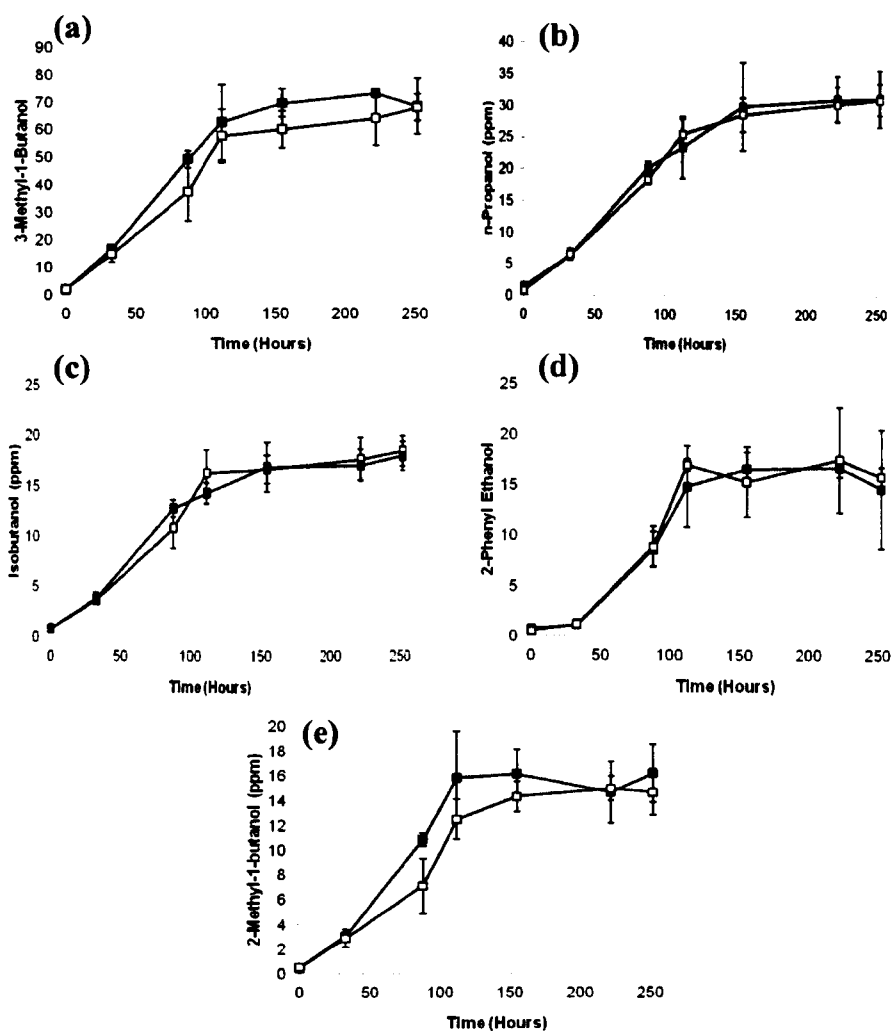 (a)
3-Methyl-1-Butanol
90
80
70
60
50
40
30
20
10
0
0 50 100 150 200 250
Time (Hours)
(b)
n-Propanol (ppm)
40
35
30
25
20
15
10
5
0
0 50 100 150 200 250
Time (Hours)
(c)
Isobutanol (ppm)
25
20
15
10
5
0
0 50 100 150 200 250
Time (Hours)
(d)
2-Phenyl Ethanol
25
20
15
10
5
0
0 50 100 150 200 250
Time (Hours)
(e)
2-Methyl-1-butanol (ppm)
20
18
16
14
12
10
8
6
4
2
0
0 50 100 150 200 250
Time (Hours)